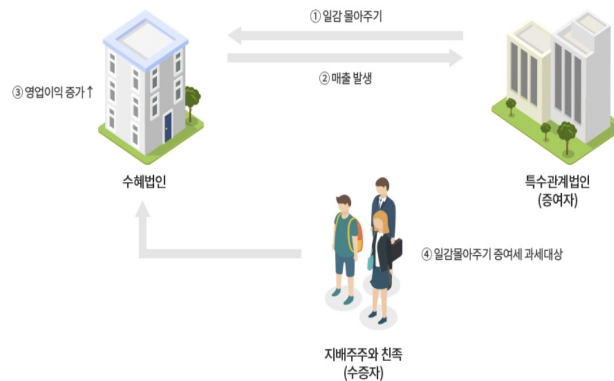 ① 일감 몰아주기
② 매출 발생
③ 영업이익 증가↑
수혜법인
특수관계법인
(증여자)
④ 일감몰아주기 증여세 과세대상
지배주주와 친족
(수증자)